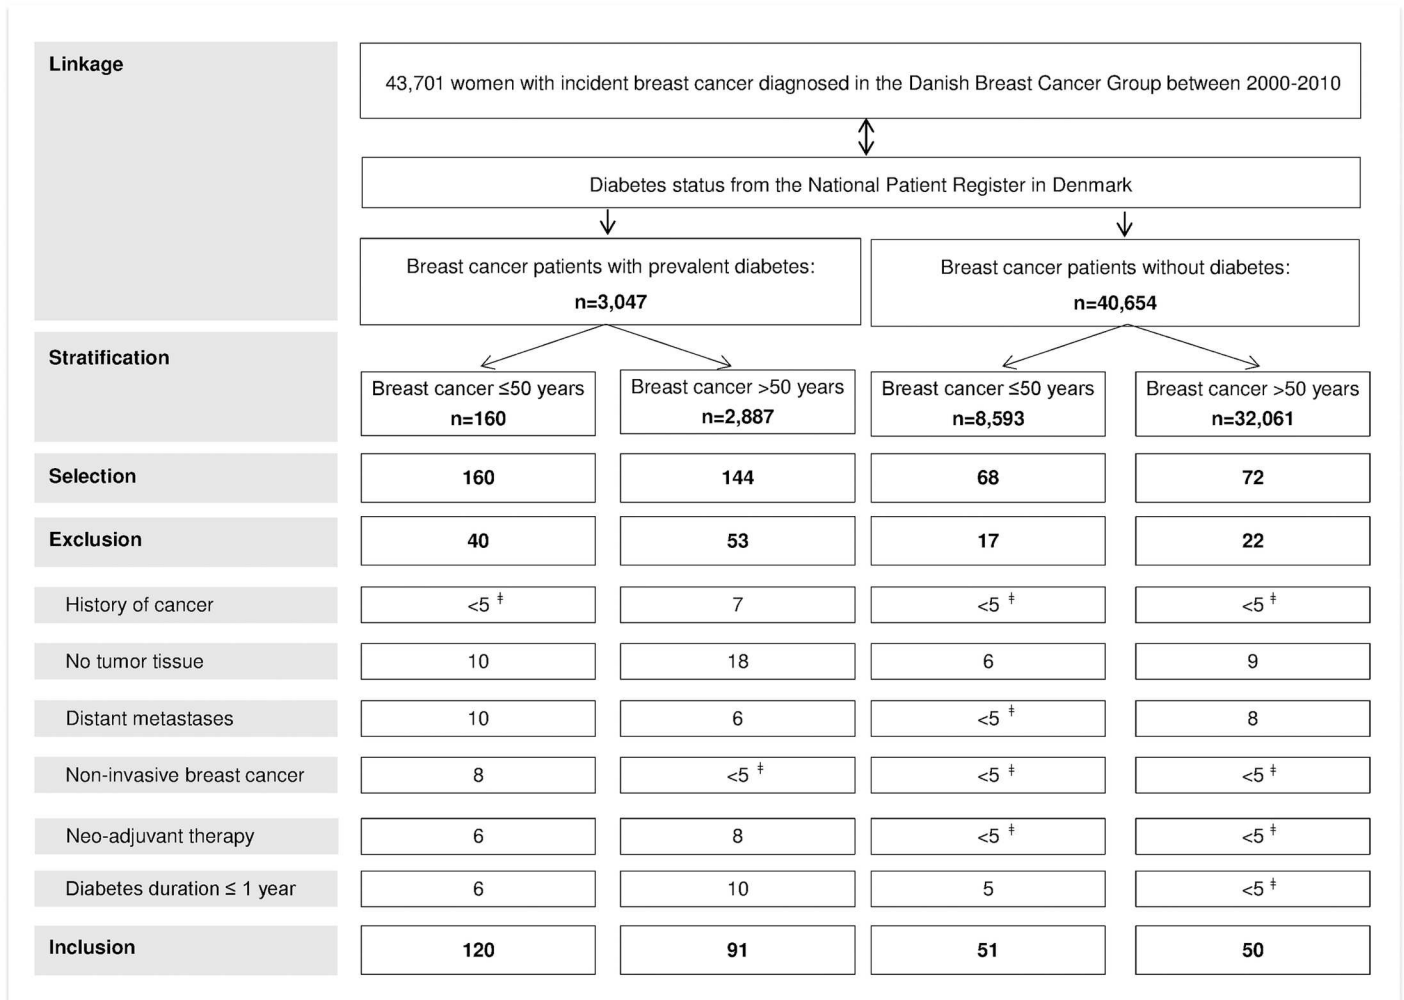 Linkage
43,701 women with incident breast cancer diagnosed in the Danish Breast Cancer Group between 2000-2010
Diabetes status from the National Patient Register in Denmark
Breast cancer patients with prevalent diabetes:
n=3,047
Breast cancer patients without diabetes:
n=40,654
Stratification
Breast cancer ≤50 years
n=160
Breast cancer >50 years
n=2,887
Breast cancer ≤50 years
n=8,593
Breast cancer >50 years
n=32,061
Selection 160 144 68 72
Exclusion 40 53 17 22
History of cancer <5 ‡ 7 <5 ‡ <5 ‡
No tumor tissue 10 18 6 9
Distant metastases 10 6 <5 ‡ 8
Non-invasive breast cancer 8 <5 ‡ <5 ‡ <5 ‡
Neo-adjuvant therapy 6 8 <5 ‡ <5 ‡
Diabetes duration ≤ 1 year 6 10 5 <5 ‡
Inclusion 120 91 51 50